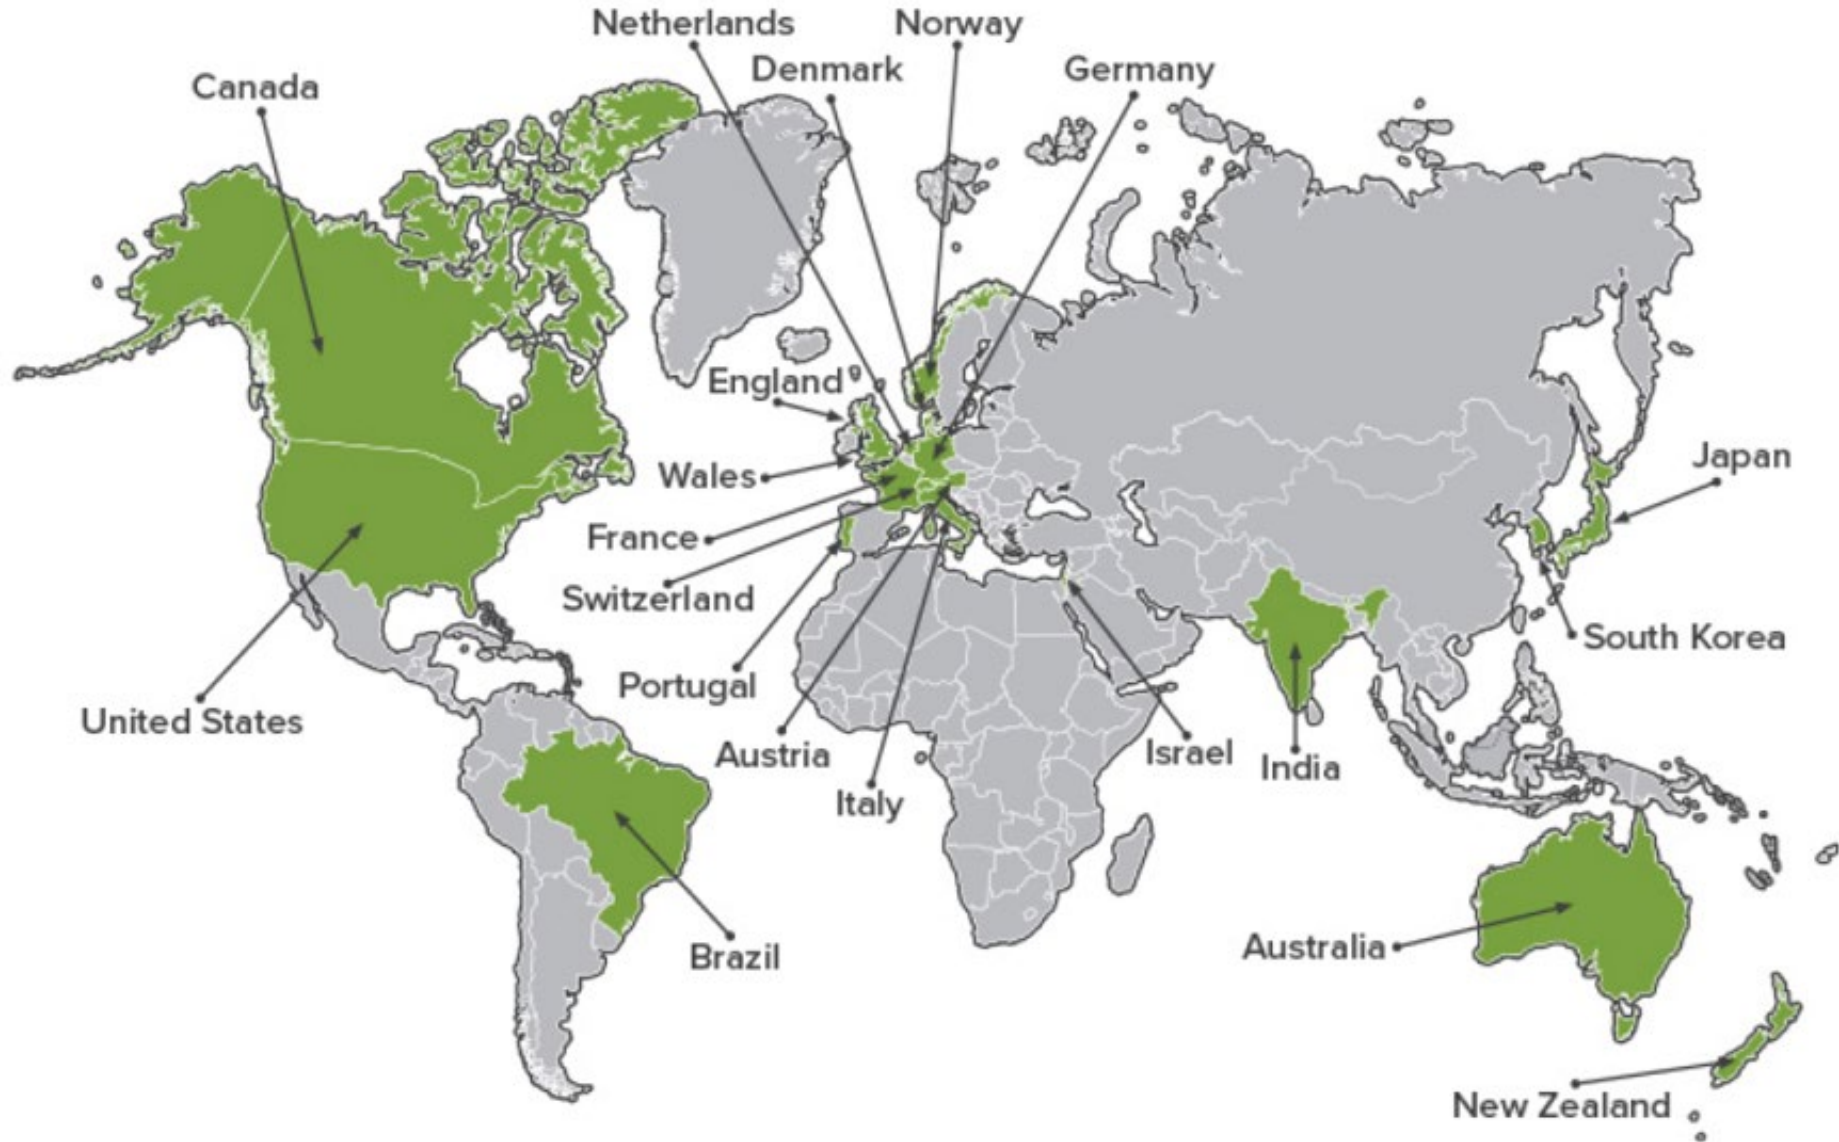 Netherlands
Norway
Denmark
Germany
Canada
England
Wales
Japan
France
Switzerland
South Korea
Portugal
United States
Austria
Israel
India
Italy
Brazil
Australia
New Zealand